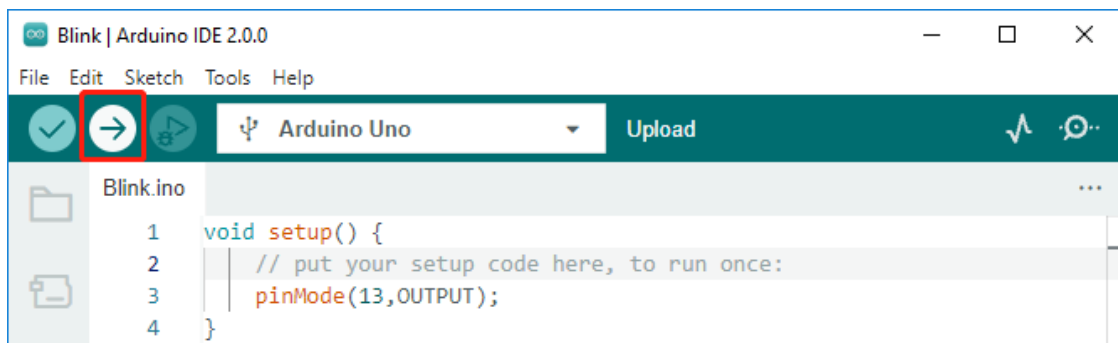 Blink | Arduino IDE 2.0.0
File Edit Sketch Tools Help
Arduino Uno Upload
Blink.ino
1 void setup() {
2 // put your setup code here, to run once:
3 pinMode(13,OUTPUT);
4 }